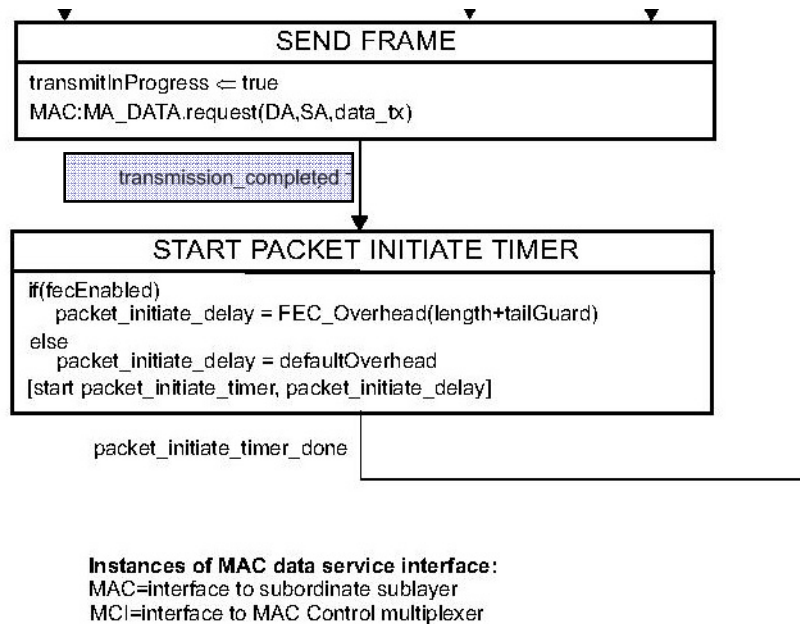 SEND FRAME
transmitInProgress ⇐ true
MAC:MA_DATA.request(DA,SA,data_tx)
transmission_completed
START PACKET INITIATE TIMER
if(fecEnabled)
packet_initiate_delay = FEC_Overhead(length+tailGuard)
else
packet_initiate_delay = defaultOverhead
[start packet_initiate_timer, packet_initiate_delay]
packet_initiate_timer_done
Instances of MAC data service interface:
MAC=interface to subordinate sublayer
MCI=interface to MAC Control multiplexer